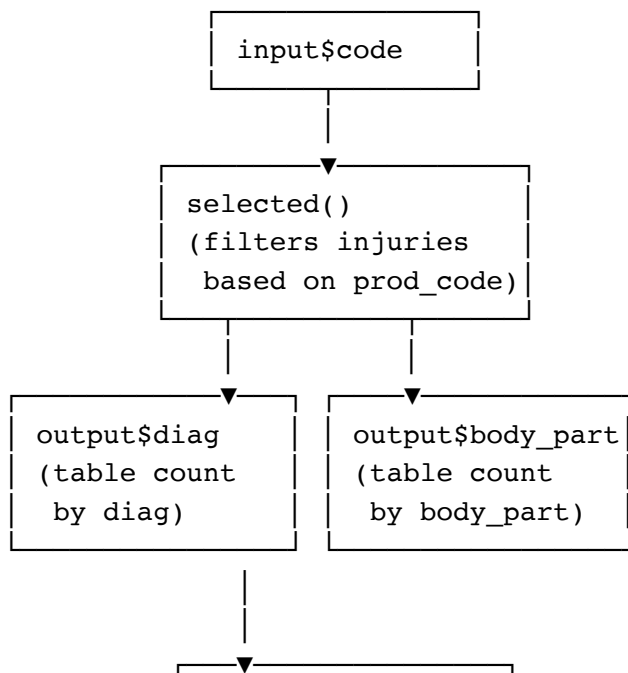 input$code
selected()
(filters injuries
based on prod_code)
output$diag
(table count
by diag)
output$body_part
(table count
by body_part)